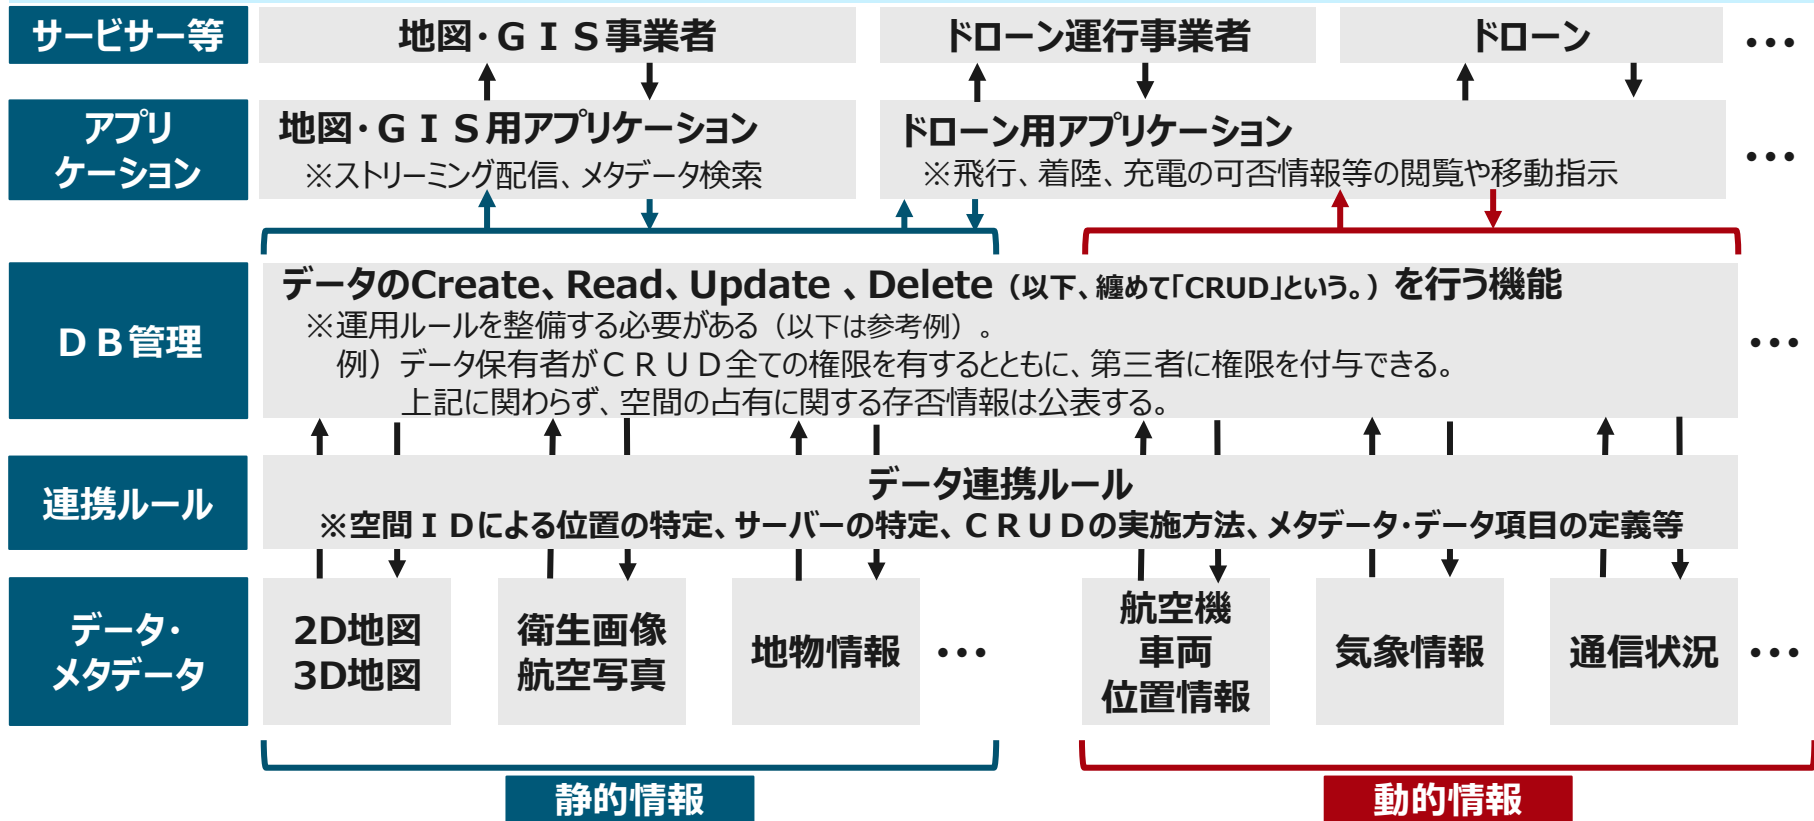 サービサー等
地図・ＧＩＳ事業者
ドローン運行事業者
ドローン
…
アプリ
ケーション
地図・ＧＩＳ用アプリケーション
※ストリーミング配信、メタデータ検索
ドローン用アプリケーション
※飛行、着陸、充電の可否情報等の閲覧や移動指示
…
ＤＢ管理
データのCreate、Read、Update 、Delete（以下、纏めて「CRUD」という。）を行う機能
※運用ルールを整備する必要がある（以下は参考例）。
例）データ保有者がＣＲＵＤ全ての権限を有するとともに、第三者に権限を付与できる。
上記に関わらず、空間の占有に関する存否情報は公表する。
…
連携ルール
データ連携ルール
※空間ＩＤによる位置の特定、サーバーの特定、ＣＲＵＤの実施方法、メタデータ・データ項目の定義等
データ・
メタデータ
2D地図
3D地図
衛生画像
航空写真
地物情報
…
航空機
車両
位置情報
気象情報
通信状況
…
静的情報
動的情報